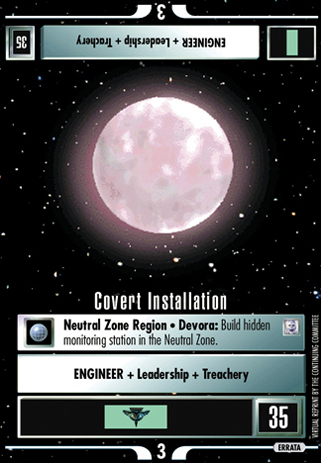 3
ENGINEER + Leadership + Trachery
35
Covert Installation
Neutral Zone Region • Devora: Build hidden
monitoring station in the Neutral Zone.
ENGINEER + Leadership + Treachery
35
3
ERRATA
VIRTUAL REPRINT BY THE CONTINUING COMMITTEE